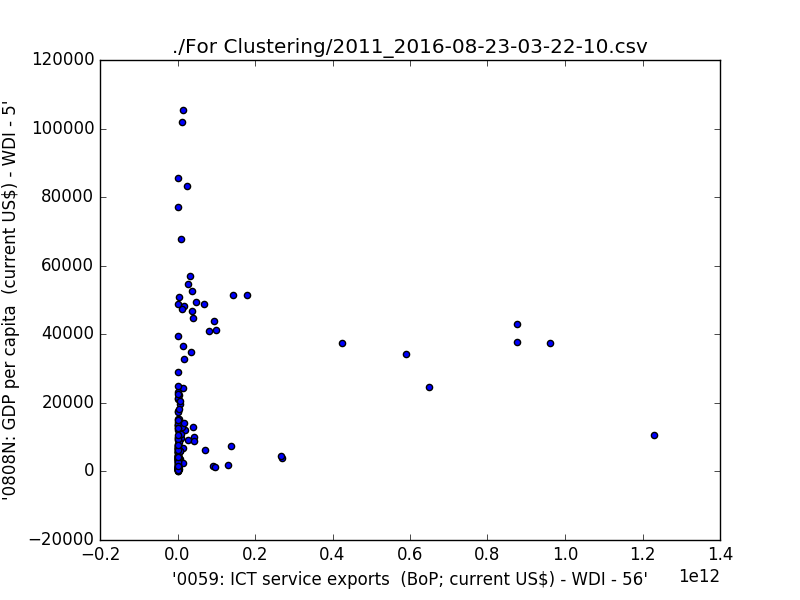 ./For Clustering/2011_2016-08-23-03-22-10.csv
120000
100000
80000
60000
40000
20000
0
−20000
'0808N: GDP per capita  (current US$) - WDI - 5'
−0.2 0.0 0.2 0.4 0.6 0.8 1.0 1.2 1.4
1e12
'0059: ICT service exports  (BoP; current US$) - WDI - 56'